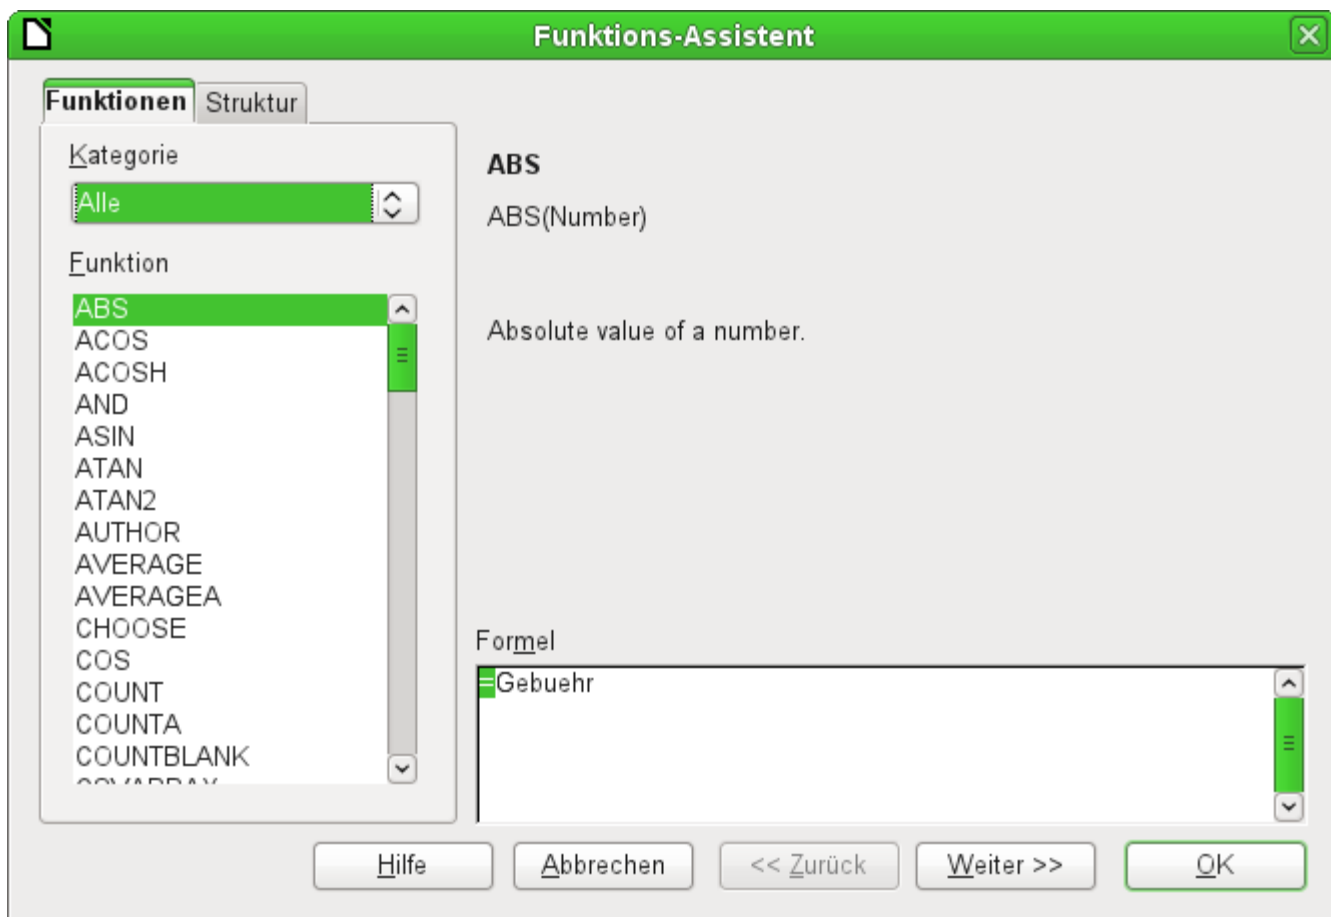 Funktions-Assistent
Funktionen
Struktur
Kategorie
Alle
Funktion
ABS
ACOS
ACOSH
AND
ASIN
ATAN
ATAN2
AUTHOR
AVERAGE
AVERAGEA
CHOOSE
COS
COUNT
COUNTA
COUNTBLANK
ABS
ABS(Number)
Absolute value of a number.
Formel
=Gebuehr
Hilfe
Abbrechen
<< Zurück
Weiter >>
OK